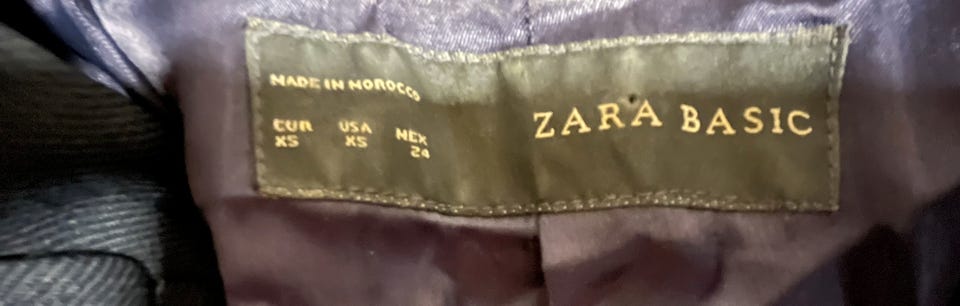 MADE IN MOROCCO
EUR USA MEX
XS XS 24
ZARA BASIC